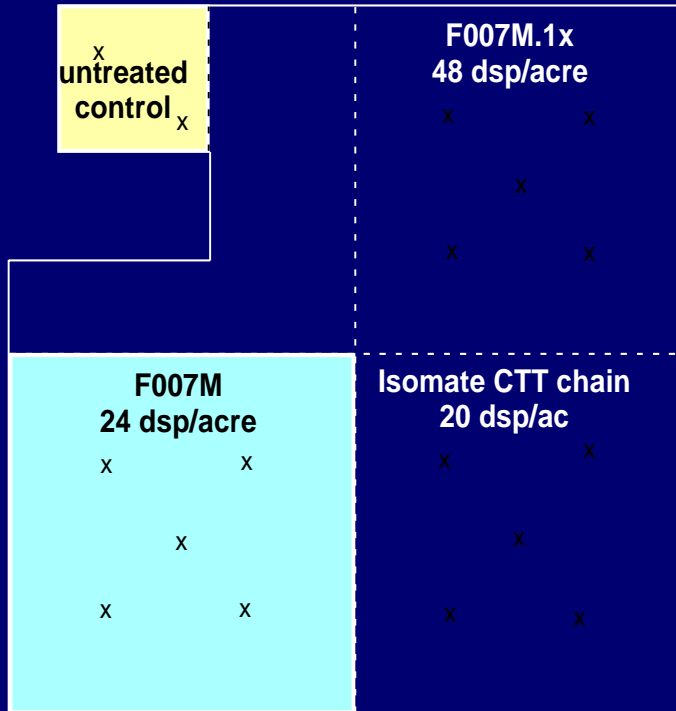 x
untreated
control x
F007M.1x
48 dsp/acre
x x
x
x x
F007M
24 dsp/acre
x x
x
x x
Isomate CTT chain
20 dsp/ac
x x
x
x x